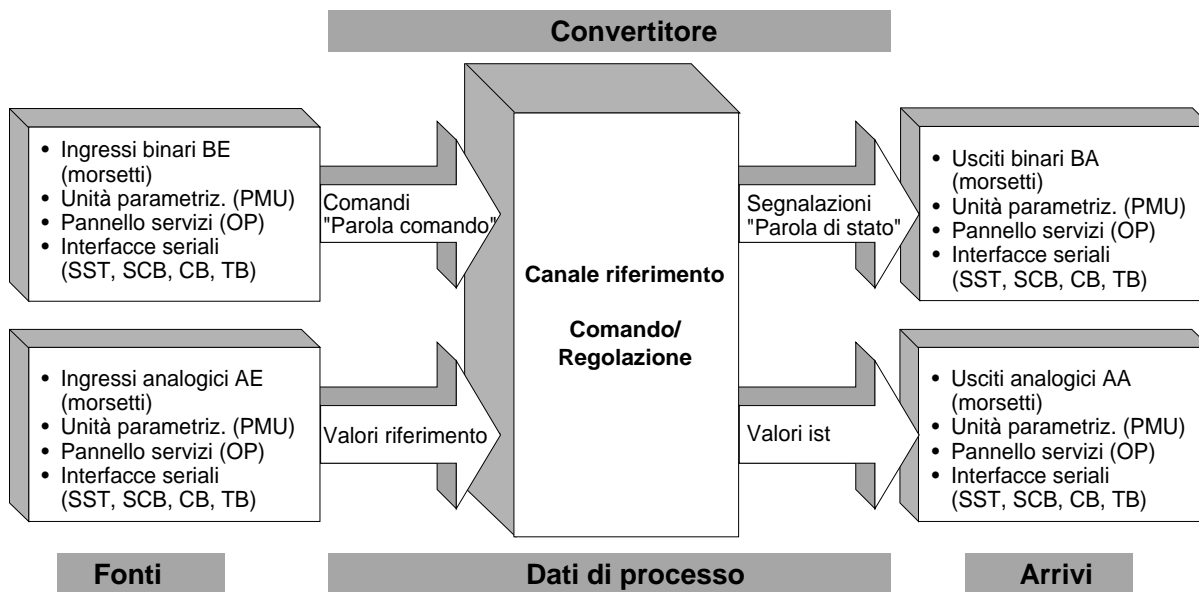 Convertitore
• Ingressi binari BE
(morsetti)
• Unità parametriz. (PMU)
• Pannello servizi (OP)
• Interfacce seriali
(SST, SCB, CB, TB)
Comandi
"Parola comando"
• Ingressi analogici AE
(morsetti)
• Unità parametriz. (PMU)
• Pannello servizi (OP)
• Interfacce seriali
(SST, SCB, CB, TB)
Valori riferimento
Canale riferimento
Comando/
Regolazione
Segnalazioni
"Parola di stato"
• Usciti binari BA
(morsetti)
• Unità parametriz. (PMU)
• Pannello servizi (OP)
• Interfacce seriali
(SST, SCB, CB, TB)
Valori ist
• Usciti analogici AA
(morsetti)
• Unità parametriz. (PMU)
• Pannello servizi (OP)
• Interfacce seriali
(SST, SCB, CB, TB)
Fonti
Dati di processo
Arrivi